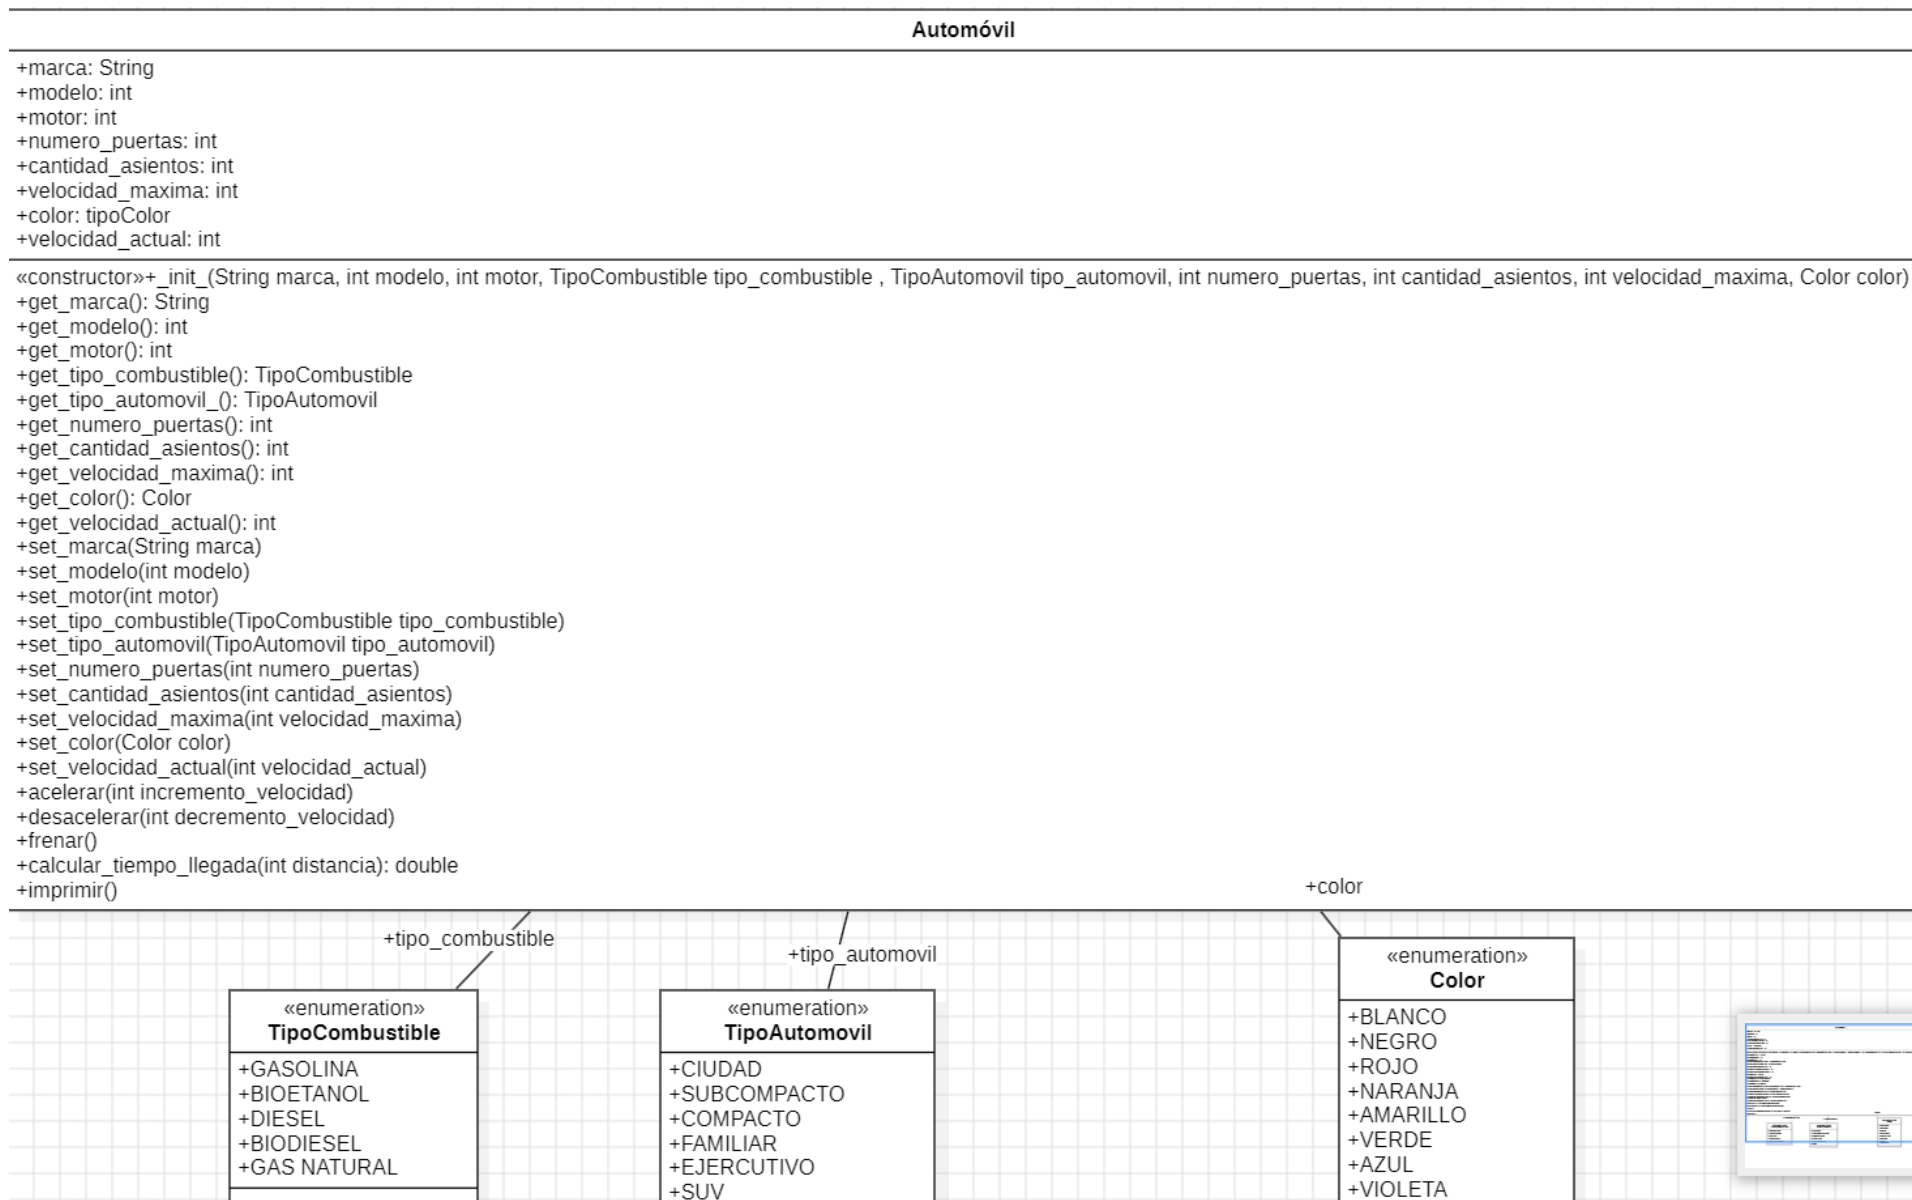 Automóvil
+marca: String
+modelo: int
+motor: int
+numero_puertas: int
+cantidad_asientos: int
+velocidad_maxima: int
+color: tipoColor
+velocidad_actual: int
«constructor»+_init_(String marca, int modelo, int motor, TipoCombustible tipo_combustible , TipoAutomovil tipo_automovil, int numero_puertas, int cantidad_asientos, int velocidad_maxima, Color color)
+get_marca(): String
+get_modelo(): int
+get_motor(): int
+get_tipo_combustible(): TipoCombustible
+get_tipo_automovil_(): TipoAutomovil
+get_numero_puertas(): int
+get_cantidad_asientos(): int
+get_velocidad_maxima(): int
+get_color(): Color
+get_velocidad_actual(): int
+set_marca(String marca)
+set_modelo(int modelo)
+set_motor(int motor)
+set_tipo_combustible(TipoCombustible tipo_combustible)
+set_tipo_automovil(TipoAutomovil tipo_automovil)
+set_numero_puertas(int numero_puertas)
+set_cantidad_asientos(int cantidad_asientos)
+set_velocidad_maxima(int velocidad_maxima)
+set_color(Color color)
+set_velocidad_actual(int velocidad_actual)
+acelerar(int incremento_velocidad)
+desacelerar(int decremento_velocidad)
+frenar()
+calcular_tiempo_llegada(int distancia): double
+imprimir()
+color
+tipo_combustible
+tipo_automovil
«enumeration»
TipoCombustible
+GASOLINA
+BIOETANOL
+DIESEL
+BIODIESEL
+GAS NATURAL
«enumeration»
TipoAutomovil
+CIUDAD
+SUBCOMPACTO
+COMPACTO
+FAMILIAR
+EJERCUTIVO
+SUV
«enumeration»
Color
+BLANCO
+NEGRO
+ROJO
+NARANJA
+AMARILLO
+VERDE
+AZUL
+VIOLETA